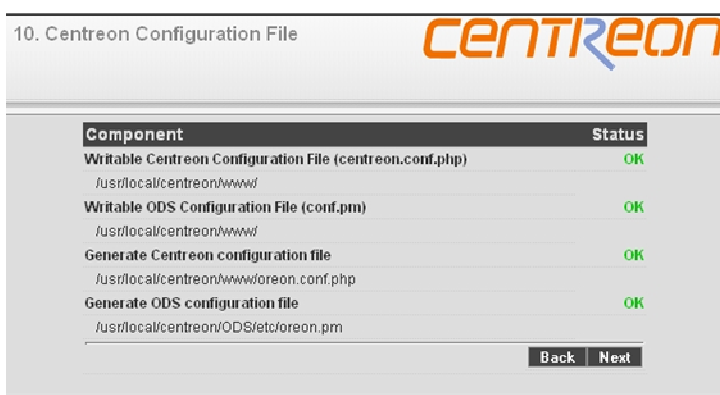 10. Centreon Configuration File
CENTREON
Component Status
Writable Centreon Configuration File (centreon.conf.php) OK
/usr/local/centreon/www/
Writable ODS Configuration File (conf.pm) OK
/usr/local/centreon/www/
Generate Centreon configuration file OK
/usr/local/centreon/www/oreon.conf.php
Generate ODS configuration file OK
/usr/local/centreon/ODS/etc/oreon.pm
Back Next